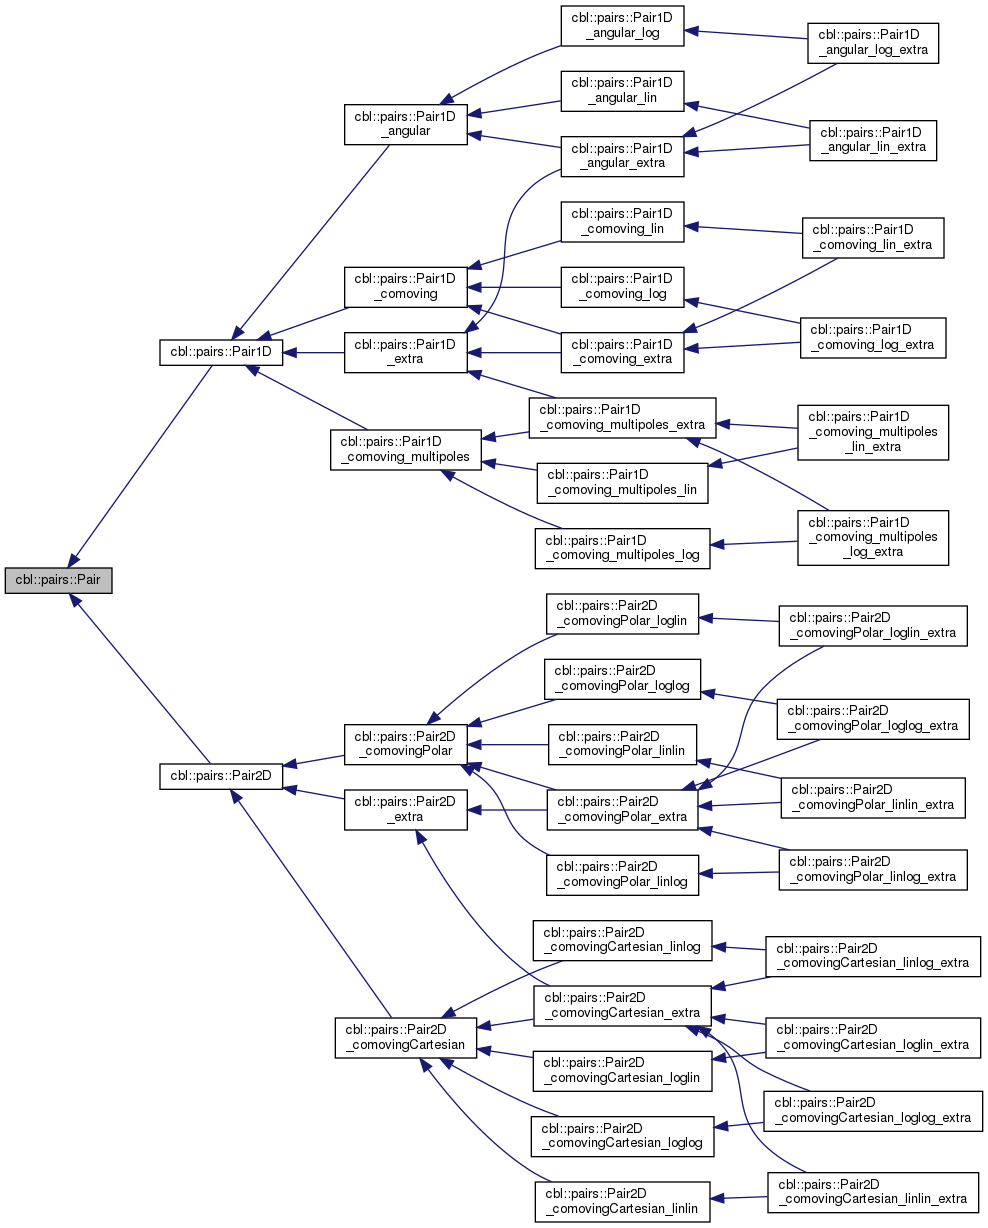 cbl::pairs::Pair
cbl::pairs::Pair1D
cbl::pairs::Pair2D
cbl::pairs::Pair1D
_angular
cbl::pairs::Pair1D
_comoving
cbl::pairs::Pair1D
_extra
cbl::pairs::Pair1D
_comoving_multipoles
cbl::pairs::Pair2D
_comovingPolar
cbl::pairs::Pair2D
_extra
cbl::pairs::Pair2D
_comovingCartesian
cbl::pairs::Pair1D
_angular_log
cbl::pairs::Pair1D
_angular_lin
cbl::pairs::Pair1D
_angular_extra
cbl::pairs::Pair1D
_comoving_lin
cbl::pairs::Pair1D
_comoving_log
cbl::pairs::Pair1D
_comoving_extra
cbl::pairs::Pair1D
_comoving_multipoles_extra
cbl::pairs::Pair1D
_comoving_multipoles_lin
cbl::pairs::Pair1D
_comoving_multipoles_log
cbl::pairs::Pair2D
_comovingPolar_loglin
cbl::pairs::Pair2D
_comovingPolar_loglog
cbl::pairs::Pair2D
_comovingPolar_linlin
cbl::pairs::Pair2D
_comovingPolar_extra
cbl::pairs::Pair2D
_comovingPolar_linlog
cbl::pairs::Pair2D
_comovingCartesian_linlog
cbl::pairs::Pair2D
_comovingCartesian_extra
cbl::pairs::Pair2D
_comovingCartesian_loglin
cbl::pairs::Pair2D
_comovingCartesian_loglog
cbl::pairs::Pair2D
_comovingCartesian_linlin
cbl::pairs::Pair1D
_angular_log_extra
cbl::pairs::Pair1D
_angular_lin_extra
cbl::pairs::Pair1D
_comoving_lin_extra
cbl::pairs::Pair1D
_comoving_log_extra
cbl::pairs::Pair1D
_comoving_multipoles
_lin_extra
cbl::pairs::Pair1D
_comoving_multipoles
_log_extra
cbl::pairs::Pair2D
_comovingPolar_loglin_extra
cbl::pairs::Pair2D
_comovingPolar_loglog_extra
cbl::pairs::Pair2D
_comovingPolar_linlin_extra
cbl::pairs::Pair2D
_comovingPolar_linlog_extra
cbl::pairs::Pair2D
_comovingCartesian_linlog_extra
cbl::pairs::Pair2D
_comovingCartesian_loglin_extra
cbl::pairs::Pair2D
_comovingCartesian_loglog_extra
cbl::pairs::Pair2D
_comovingCartesian_linlin_extra